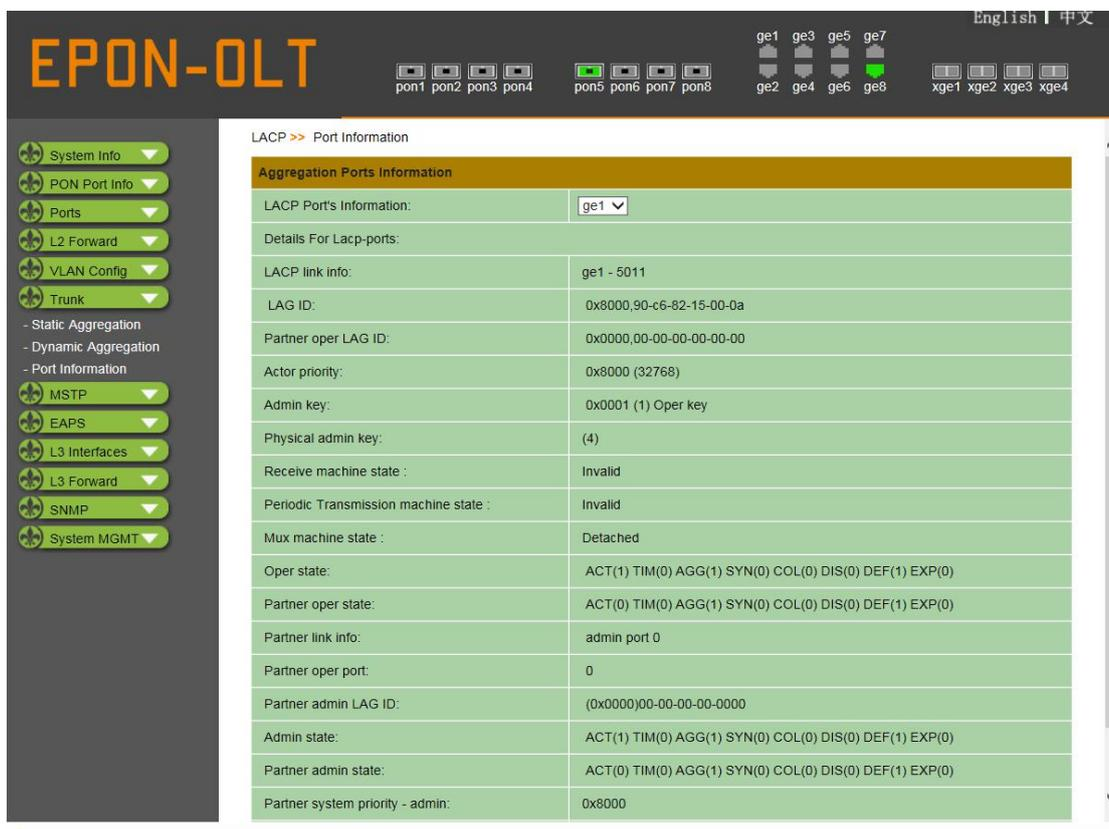 English | 中文
EPON-OLT
ge1 ge3 ge5 ge7
pon1 pon2 pon3 pon4
pon5 pon6 pon7 pon8
ge2 ge4 ge6 ge8
xge1 xge2 xge3 xge4
LACP >> Port Information
System Info
PON Port Info
Ports
L2 Forward
VLAN Config
Trunk
- Static Aggregation
- Dynamic Aggregation
- Port Information
MSTP
EAPS
L3 Interfaces
L3 Forward
SNMP
System MGMT
Aggregation Ports Information
LACP Port's Information: ge1
Details For Lacp-ports:
LACP link info: ge1 - 5011
LAG ID: 0x8000,90-c6-82-15-00-0a
Partner oper LAG ID: 0x0000,00-00-00-00-00-00
Actor priority: 0x8000 (32768)
Admin key: 0x0001 (1) Oper key
Physical admin key: (4)
Receive machine state : Invalid
Periodic Transmission machine state : Invalid
Mux machine state : Detached
Oper state: ACT(1) TIM(0) AGG(1) SYN(0) COL(0) DIS(0) DEF(1) EXP(0)
Partner oper state: ACT(0) TIM(0) AGG(1) SYN(0) COL(0) DIS(0) DEF(1) EXP(0)
Partner link info: admin port 0
Partner oper port: 0
Partner admin LAG ID: (0x0000)00-00-00-00-0000
Admin state: ACT(1) TIM(0) AGG(1) SYN(0) COL(0) DIS(0) DEF(1) EXP(0)
Partner admin state: ACT(0) TIM(0) AGG(1) SYN(0) COL(0) DIS(0) DEF(1) EXP(0)
Partner system priority - admin: 0x8000